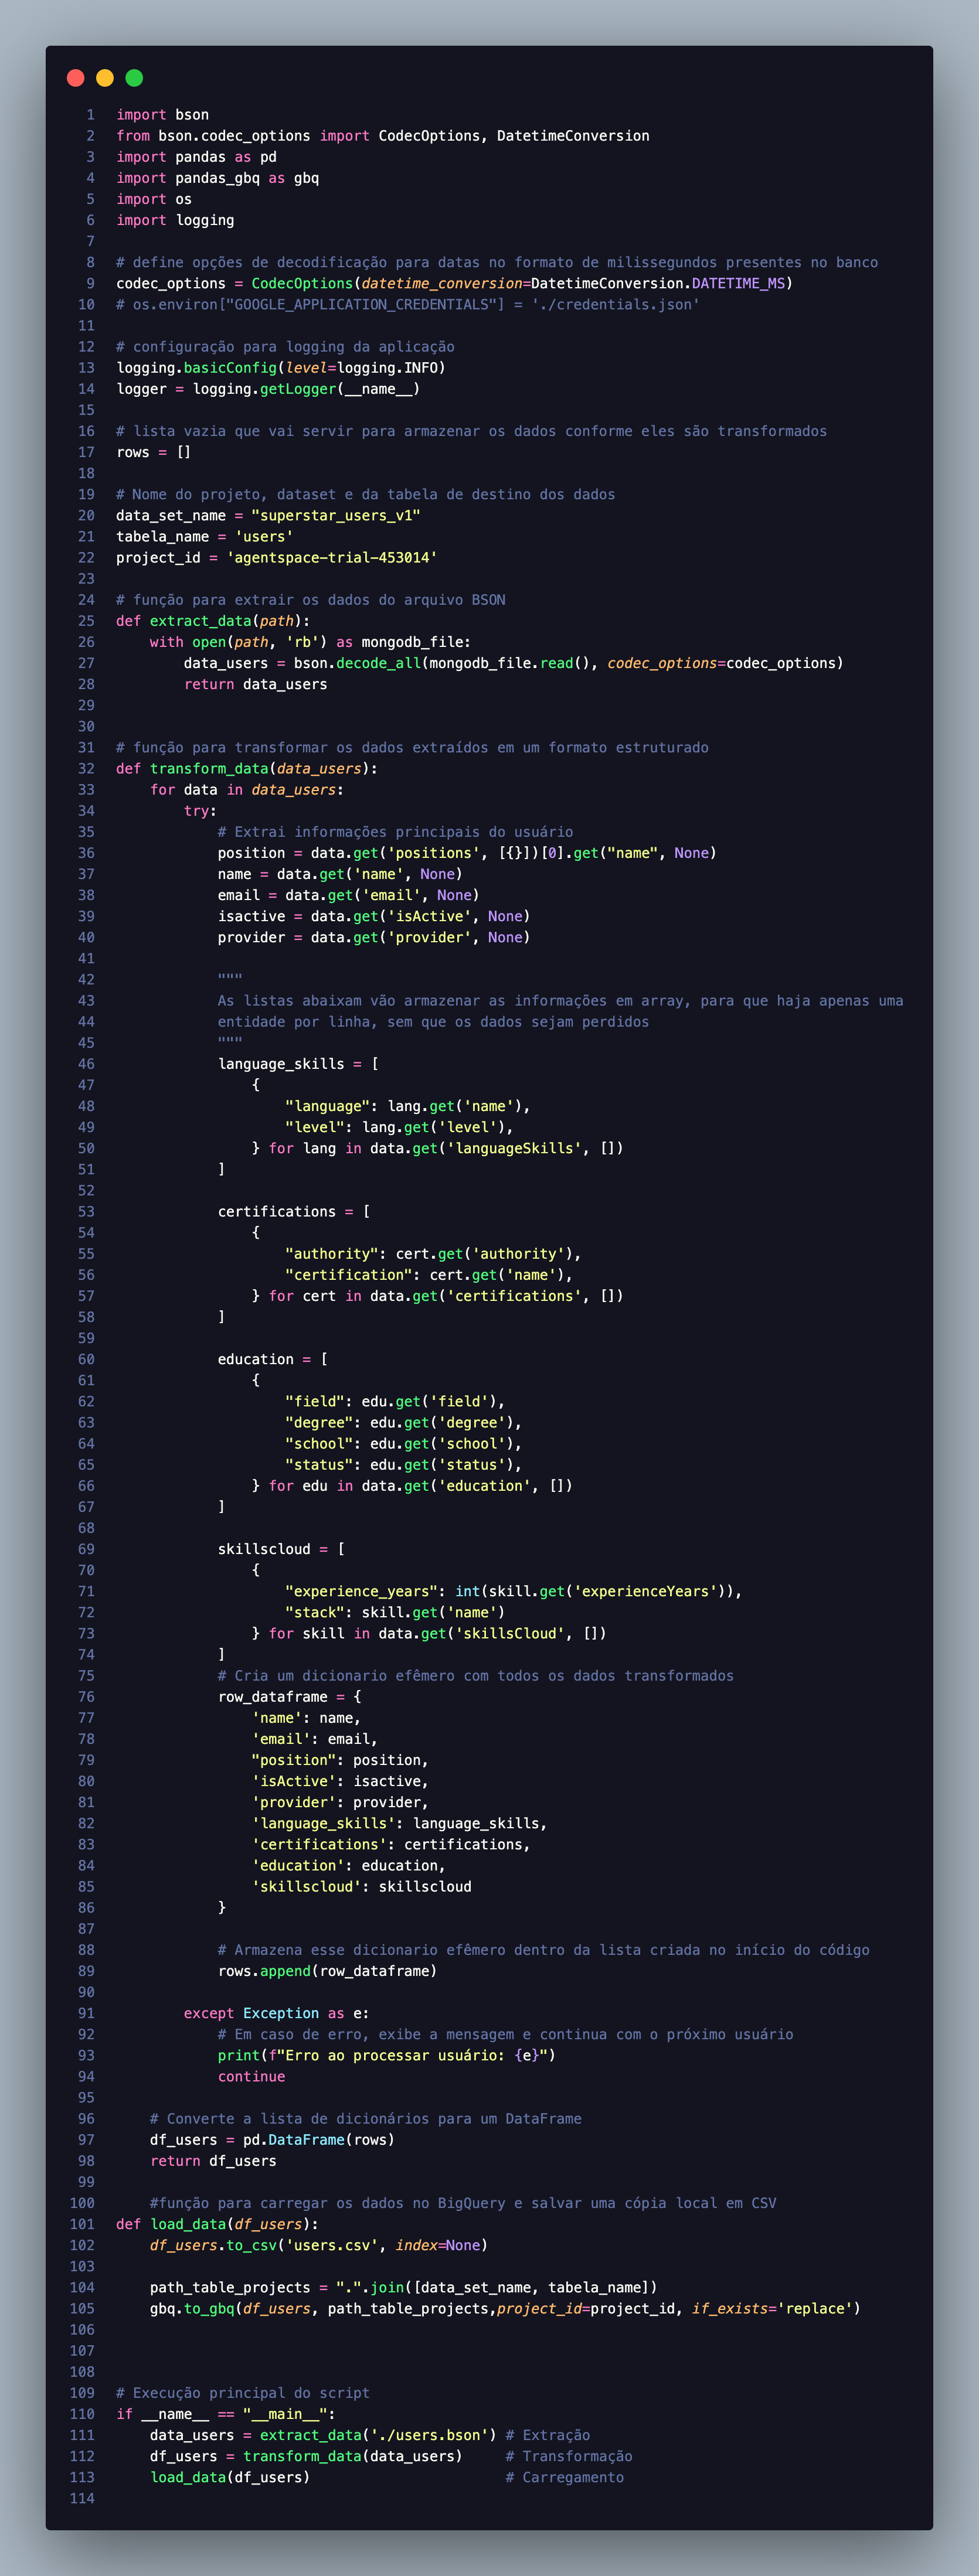 1 import bson
2 from bson.codec_options import CodecOptions, DatetimeConversion
3 import pandas as pd
4 import pandas_gbq as gbq
5 import os
6 import logging
7
8 # define opções de decodificação para datas no formato de milissegundos presentes no banco
9 codec_options = CodecOptions(datetime_conversion=DatetimeConversion.DATETIME_MS)
10 # os.environ["GOOGLE_APPLICATION_CREDENTIALS"] = './credentials.json'
11
12 # configuração para logging da aplicação
13 logging.basicConfig(level=logging.INFO)
14 logger = logging.getLogger(__name__)
15
16 # lista vazia que vai servir para armazenar os dados conforme eles são transformados
17 rows = []
18
19 # Nome do projeto, dataset e da tabela de destino dos dados
20 data_set_name = "superstar_users_v1"
21 tabela_name = 'users'
22 project_id = 'agentspace-trial-453014'
23
24 # função para extrair os dados do arquivo BSON
25 def extract_data(path):
26     with open(path, 'rb') as mongodb_file:
27         data_users = bson.decode_all(mongodb_file.read(), codec_options=codec_options)
28         return data_users
29
30
31 # função para transformar os dados extraídos em um formato estruturado
32 def transform_data(data_users):
33     for data in data_users:
34         try:
35             # Extrai informações principais do usuário
36             position = data.get('positions', [{}])[0].get("name", None)
37             name = data.get('name', None)
38             email = data.get('email', None)
39             isactive = data.get('isActive', None)
40             provider = data.get('provider', None)
41
42             """
43             As listas abaixam vão armazenar as informações em array, para que haja apenas uma
44             entidade por linha, sem que os dados sejam perdidos
45             """
46             language_skills = [
47                 {
48                     "language": lang.get('name'),
49                     "level": lang.get('level'),
50                 } for lang in data.get('languageSkills', [])
51             ]
52
53             certifications = [
54                 {
55                     "authority": cert.get('authority'),
56                     "certification": cert.get('name'),
57                 } for cert in data.get('certifications', [])
58             ]
59
60             education = [
61                 {
62                     "field": edu.get('field'),
63                     "degree": edu.get('degree'),
64                     "school": edu.get('school'),
65                     "status": edu.get('status'),
66                 } for edu in data.get('education', [])
67             ]
68
69             skillscloud = [
70                 {
71                     "experience_years": int(skill.get('experienceYears')),
72                     "stack": skill.get('name')
73                 } for skill in data.get('skillsCloud', [])
74             ]
75             # Cria um dicionario efêmero com todos os dados transformados
76             row_dataframe = {
77                 'name': name,
78                 'email': email,
79                 "position": position,
80                 'isActive': isactive,
81                 'provider': provider,
82                 'language_skills': language_skills,
83                 'certifications': certifications,
84                 'education': education,
85                 'skillscloud': skillscloud
86             }
87
88             # Armazena esse dicionario efêmero dentro da lista criada no início do código
89             rows.append(row_dataframe)
90
91         except Exception as e:
92             # Em caso de erro, exibe a mensagem e continua com o próximo usuário
93             print(f"Erro ao processar usuário: {e}")
94             continue
95
96     # Converte a lista de dicionários para um DataFrame
97     df_users = pd.DataFrame(rows)
98     return df_users
99
100     #função para carregar os dados no BigQuery e salvar uma cópia local em CSV
101 def load_data(df_users):
102     df_users.to_csv('users.csv', index=None)
103
104     path_table_projects = ".".join([data_set_name, tabela_name])
105     gbq.to_gbq(df_users, path_table_projects,project_id=project_id, if_exists='replace')
106
107
108
109 # Execução principal do script
110 if __name__ == "__main__":
111     data_users = extract_data('./users.bson') # Extração
112     df_users = transform_data(data_users)     # Transformação
113     load_data(df_users)                       # Carregamento
114